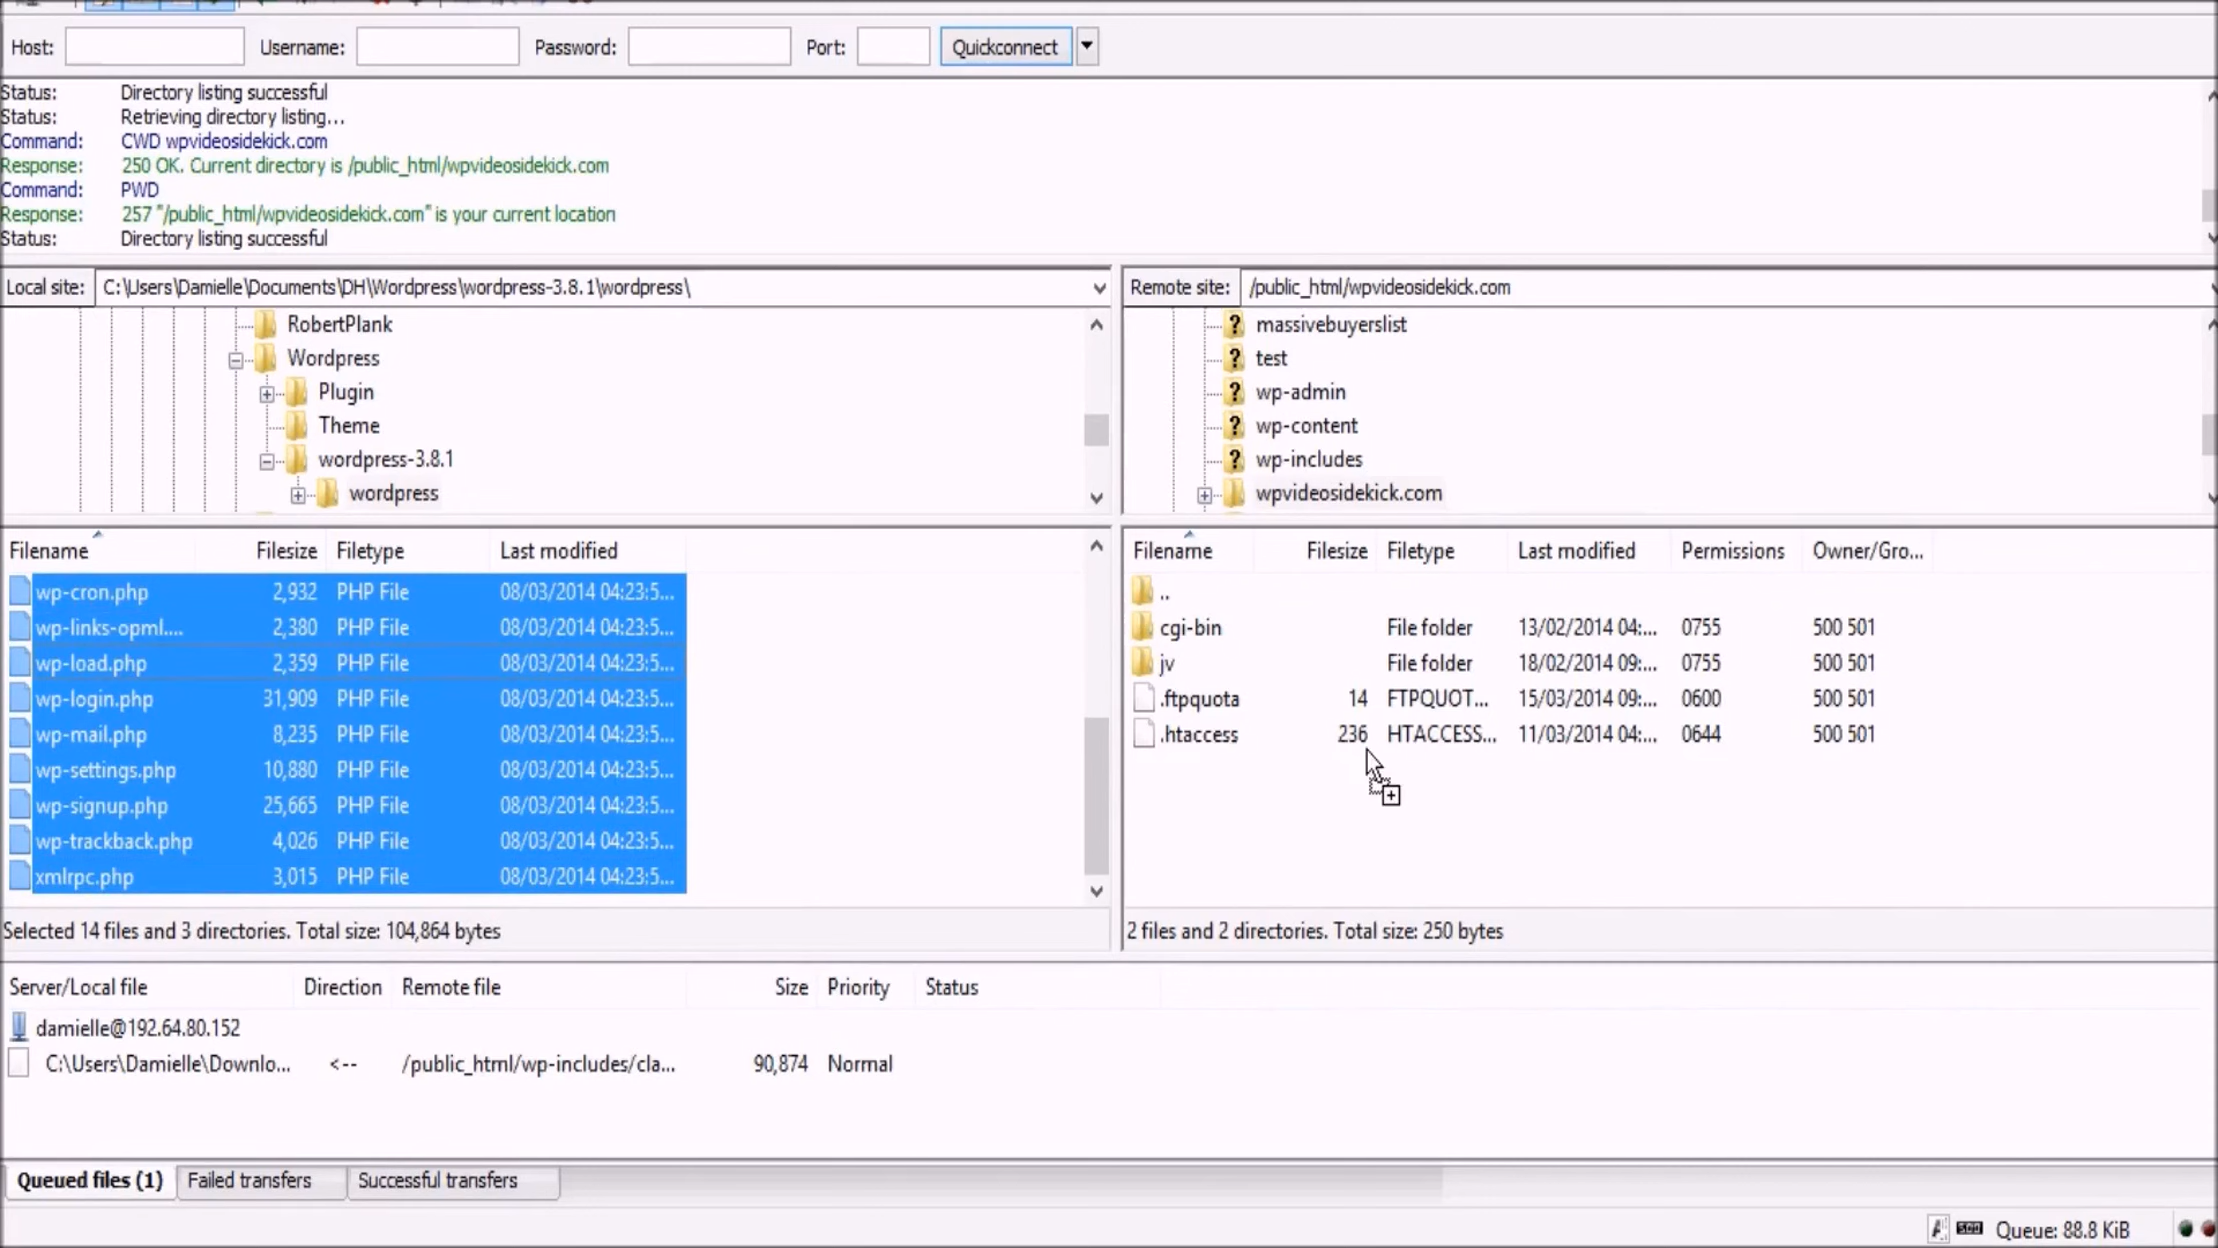 Host: Username: Password: Port: Quickconnect
Status: Directory listing successful
Status: Retrieving directory listing...
Command: CWD wpvideosidekick.com
Response: 250 OK. Current directory is /public_html/wpvideosidekick.com
Command: PWD
Response: 257 "/public_html/wpvideosidekick.com" is your current location
Status: Directory listing successful
Local site: C:\Users\Damielle\Documents\DH\Wordpress\wordpress-3.8.1\wordpress\
RobertPlank
Wordpress
Plugin
Theme
wordpress-3.8.1
wordpress
Filename Filesize Filetype Last modified
wp-cron.php 2,932 PHP File 08/03/2014 04:23:5...
wp-links-opml.... 2,380 PHP File 08/03/2014 04:23:5...
wp-load.php 2,359 PHP File 08/03/2014 04:23:5...
wp-login.php 31,909 PHP File 08/03/2014 04:23:5...
wp-mail.php 8,235 PHP File 08/03/2014 04:23:5...
wp-settings.php 10,880 PHP File 08/03/2014 04:23:5...
wp-signup.php 25,665 PHP File 08/03/2014 04:23:5...
wp-trackback.php 4,026 PHP File 08/03/2014 04:23:5...
xmlrpc.php 3,015 PHP File 08/03/2014 04:23:5...
Selected 14 files and 3 directories. Total size: 104,864 bytes
Remote site: /public_html/wpvideosidekick.com
massivebuyerslist
test
wp-admin
wp-content
wp-includes
wpvideosidekick.com
Filename Filesize Filetype Last modified Permissions Owner/Gro...
..
cgi-bin File folder 13/02/2014 04:... 0755 500 501
jv File folder 18/02/2014 09:... 0755 500 501
.ftpquota 14 FTPQUOT... 15/03/2014 09:... 0600 500 501
.htaccess 236 HTACCESS... 11/03/2014 04:... 0644 500 501
2 files and 2 directories. Total size: 250 bytes
Server/Local file Direction Remote file Size Priority Status
damielle@192.64.80.152
C:\Users\Damielle\Downlo... <-- /public_html/wp-includes/cla... 90,874 Normal
Queued files (1) Failed transfers Successful transfers
Queue: 88.8 KiB